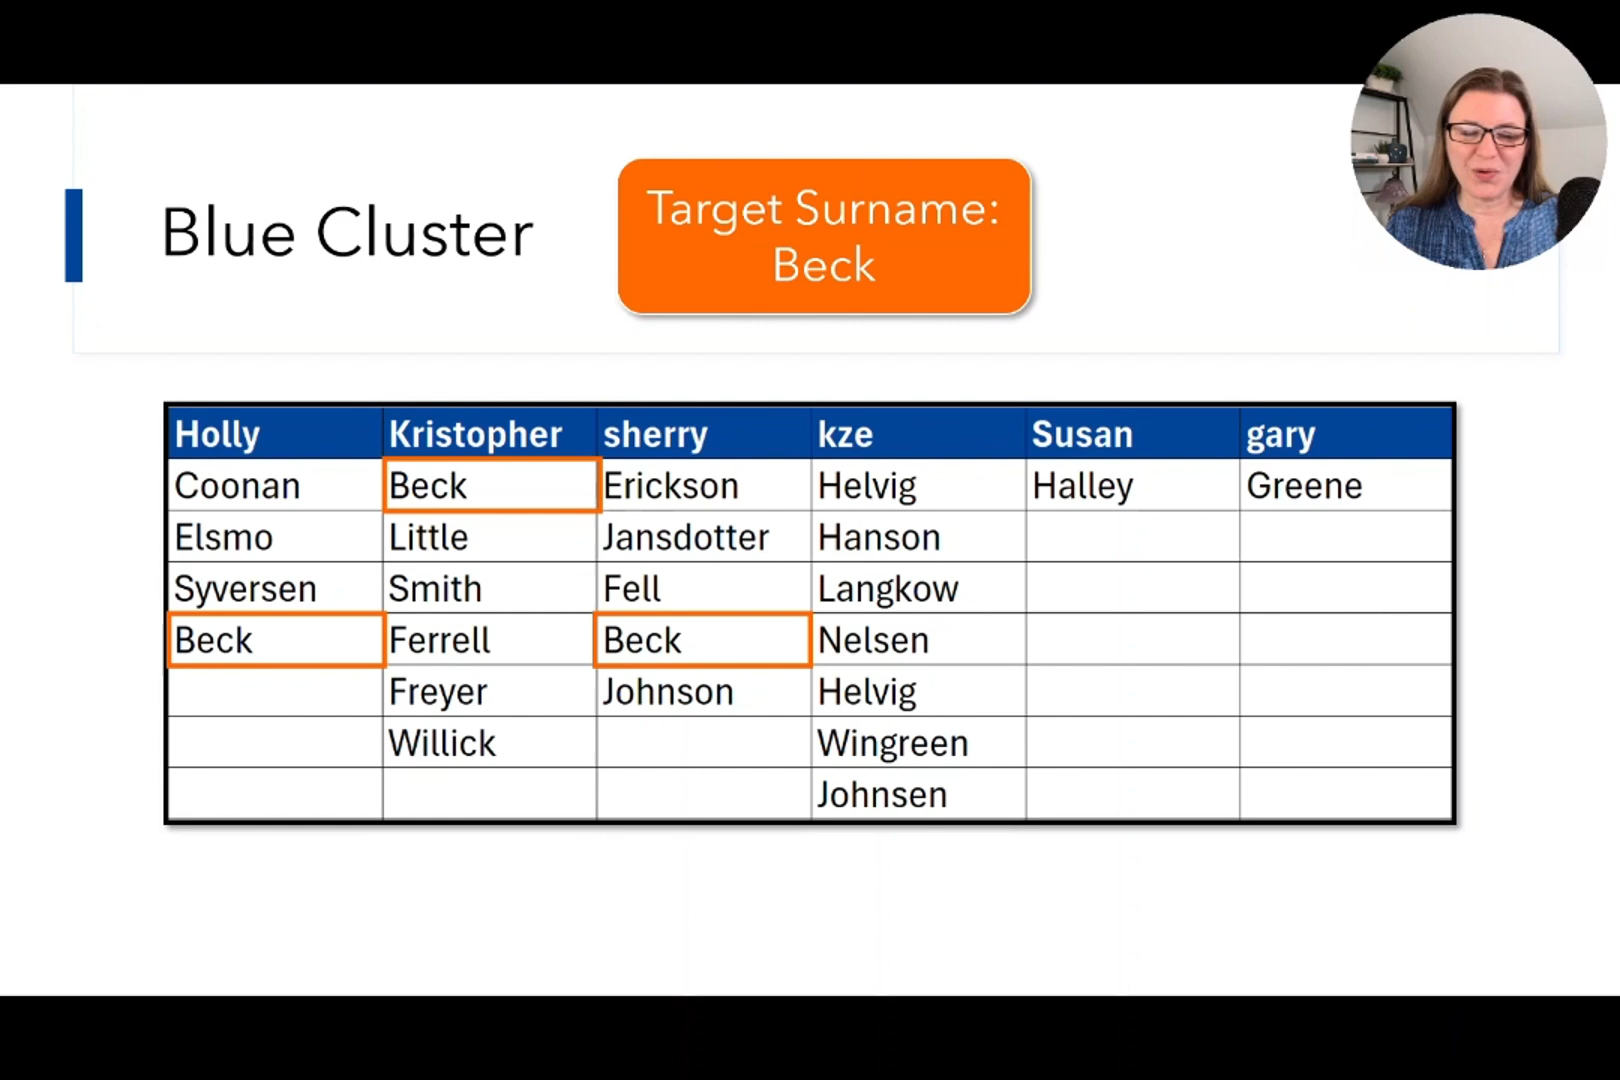 Blue Cluster
Target Surname:
Beck
Holly Kristopher sherry kze Susan gary
Coonan Beck Erickson Helvig Halley Greene
Elsmo Little Jansdotter Hanson
Syversen Smith Fell Langkow
Beck Ferrell Beck Nelsen
Freyer Johnson Helvig
Willick Wingreen
Johnsen